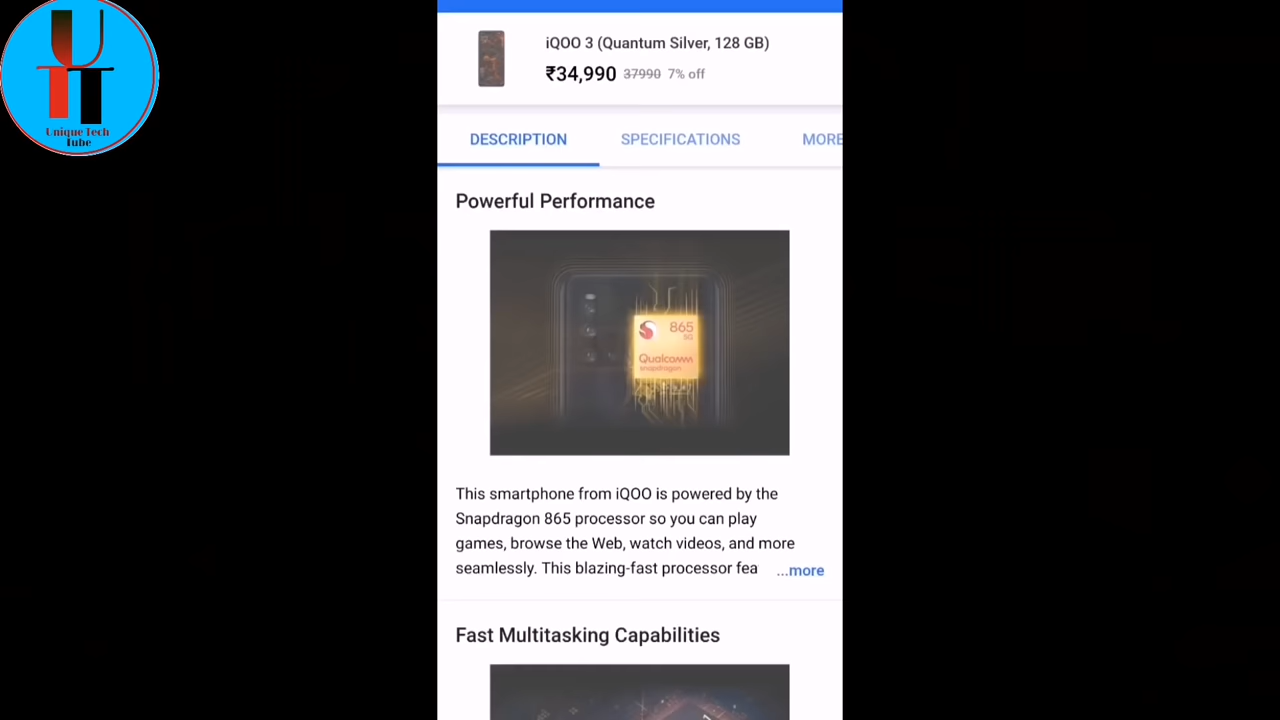 Unique Tech
Tube
iQOO 3 (Quantum Silver, 128 GB)
₹34,990 37990 7% off
DESCRIPTION SPECIFICATIONS MORE
Powerful Performance
865
5G
Qualcomm
snapdragon
This smartphone from iQOO is powered by the
Snapdragon 865 processor so you can play
games, browse the Web, watch videos, and more
seamlessly. This blazing-fast processor fea ...more
Fast Multitasking Capabilities